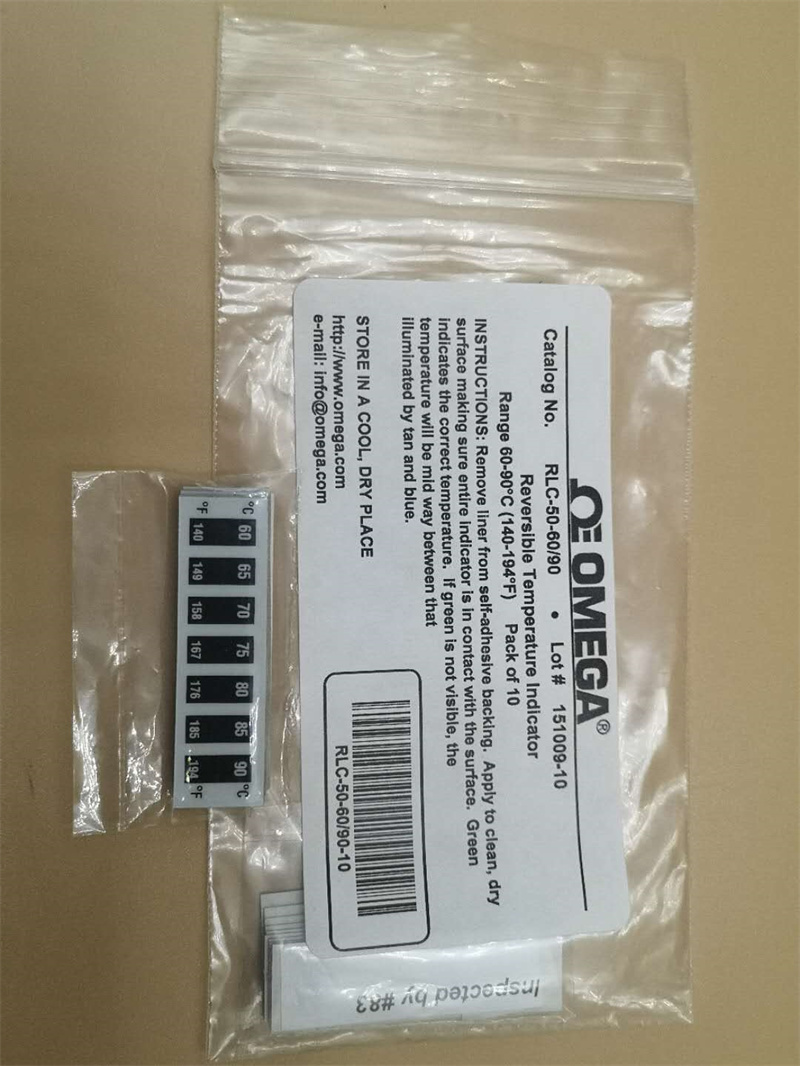 ΩE OMEGA®
Catalog No. RLC-50-60/90 • Lot # 151009-10
Reversible Temperature Indicator
Range 60-90°C (140-194°F) Pack of 10
INSTRUCTIONS: Remove liner from self-adhesive backing. Apply to clean, dry
surface making sure entire indicator is in contact with the surface. Green
indicates the correct temperature. If green is not visible, the
temperature will be mid way between that
illuminated by tan and blue.
STORE IN A COOL, DRY PLACE
http://www.omega.com
e-mail: info@omega.com
RLC-50-60/90-10
°C 60 65 70 75 80 85 90 °C
°F 140 149 158 167 176 185 194 °F
Inspected by #83